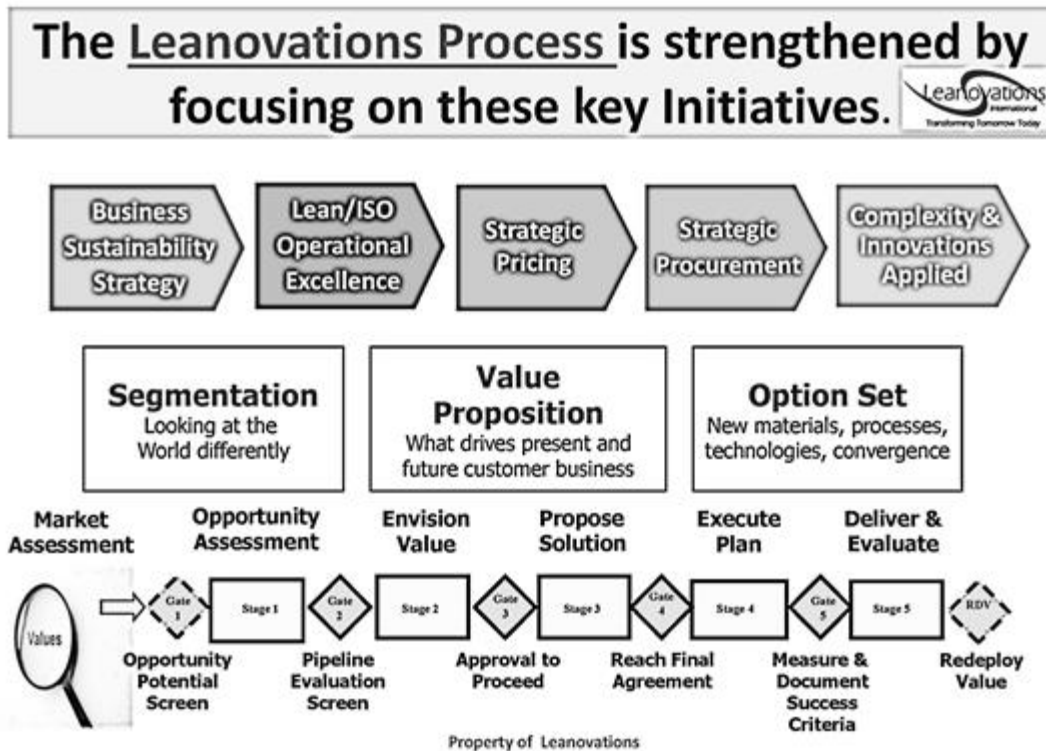 The Leanovations Process is strengthened by
focusing on these key Initiatives.
Leanovations
International
Transforming Tomorrow Today
Business
Sustainability
Strategy
Lean/ISO
Operational
Excellence
Strategic
Pricing
Strategic
Procurement
Complexity &
Innovations
Applied
Segmentation
Looking at the
World differently
Value
Proposition
What drives present and
future customer business
Option Set
New materials, processes,
technologies, convergence
Market
Assessment
Opportunity
Assessment
Envision
Value
Propose
Solution
Execute
Plan
Deliver &
Evaluate
Values
Gate
1
Stage 1
Gate
2
Stage 2
Gate
3
Stage 3
Gate
4
Stage 4
Gate
5
Stage 5
RDV
Opportunity
Potential
Screen
Pipeline
Evaluation
Screen
Approval to
Proceed
Reach Final
Agreement
Measure &
Document
Success
Criteria
Redeploy
Value
Property of Leanovations